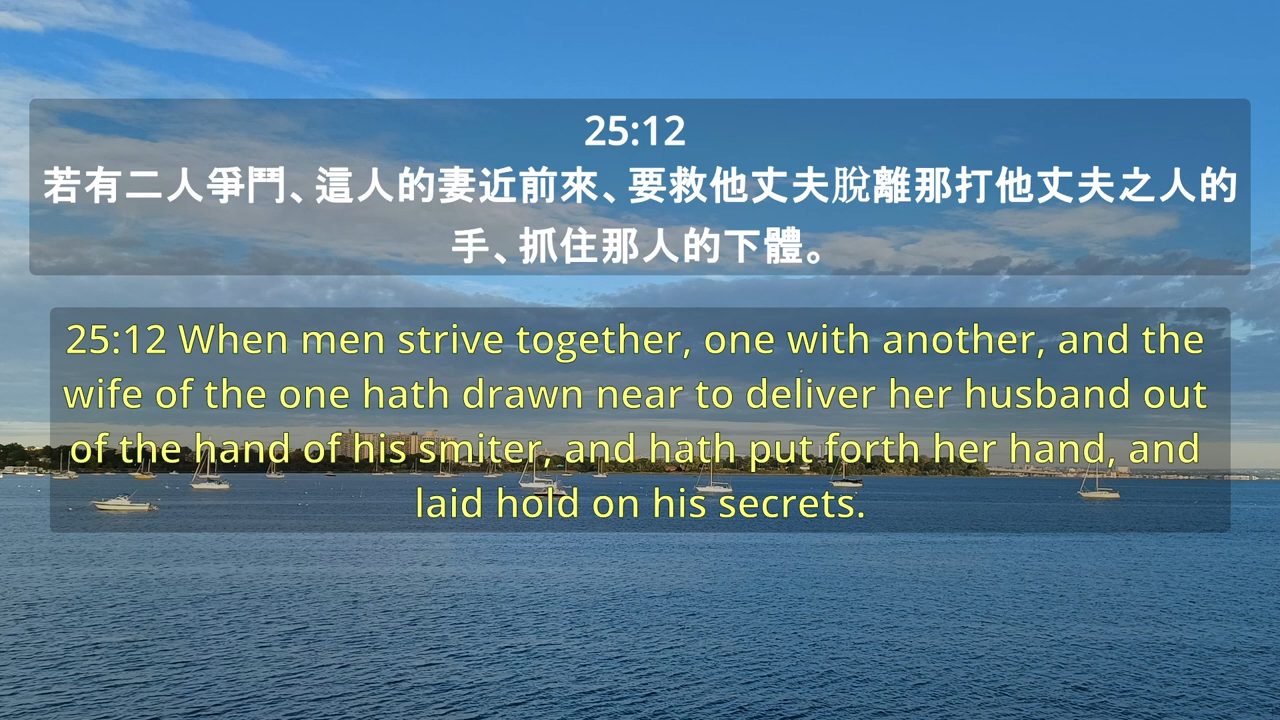 25:12
若有二人爭鬥、這人的妻近前來、要救他丈夫脫離那打他丈夫之人的
手、抓住那人的下體。
25:12 When men strive together, one with another, and the
wife of the one hath drawn near to deliver her husband out
of the hand of his smiter, and hath put forth her hand, and
laid hold on his secrets.